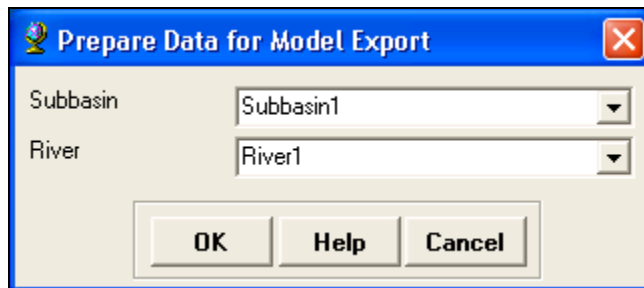 Prepare Data for Model Export
Subbasin Subbasin1
River River1
OK Help Cancel